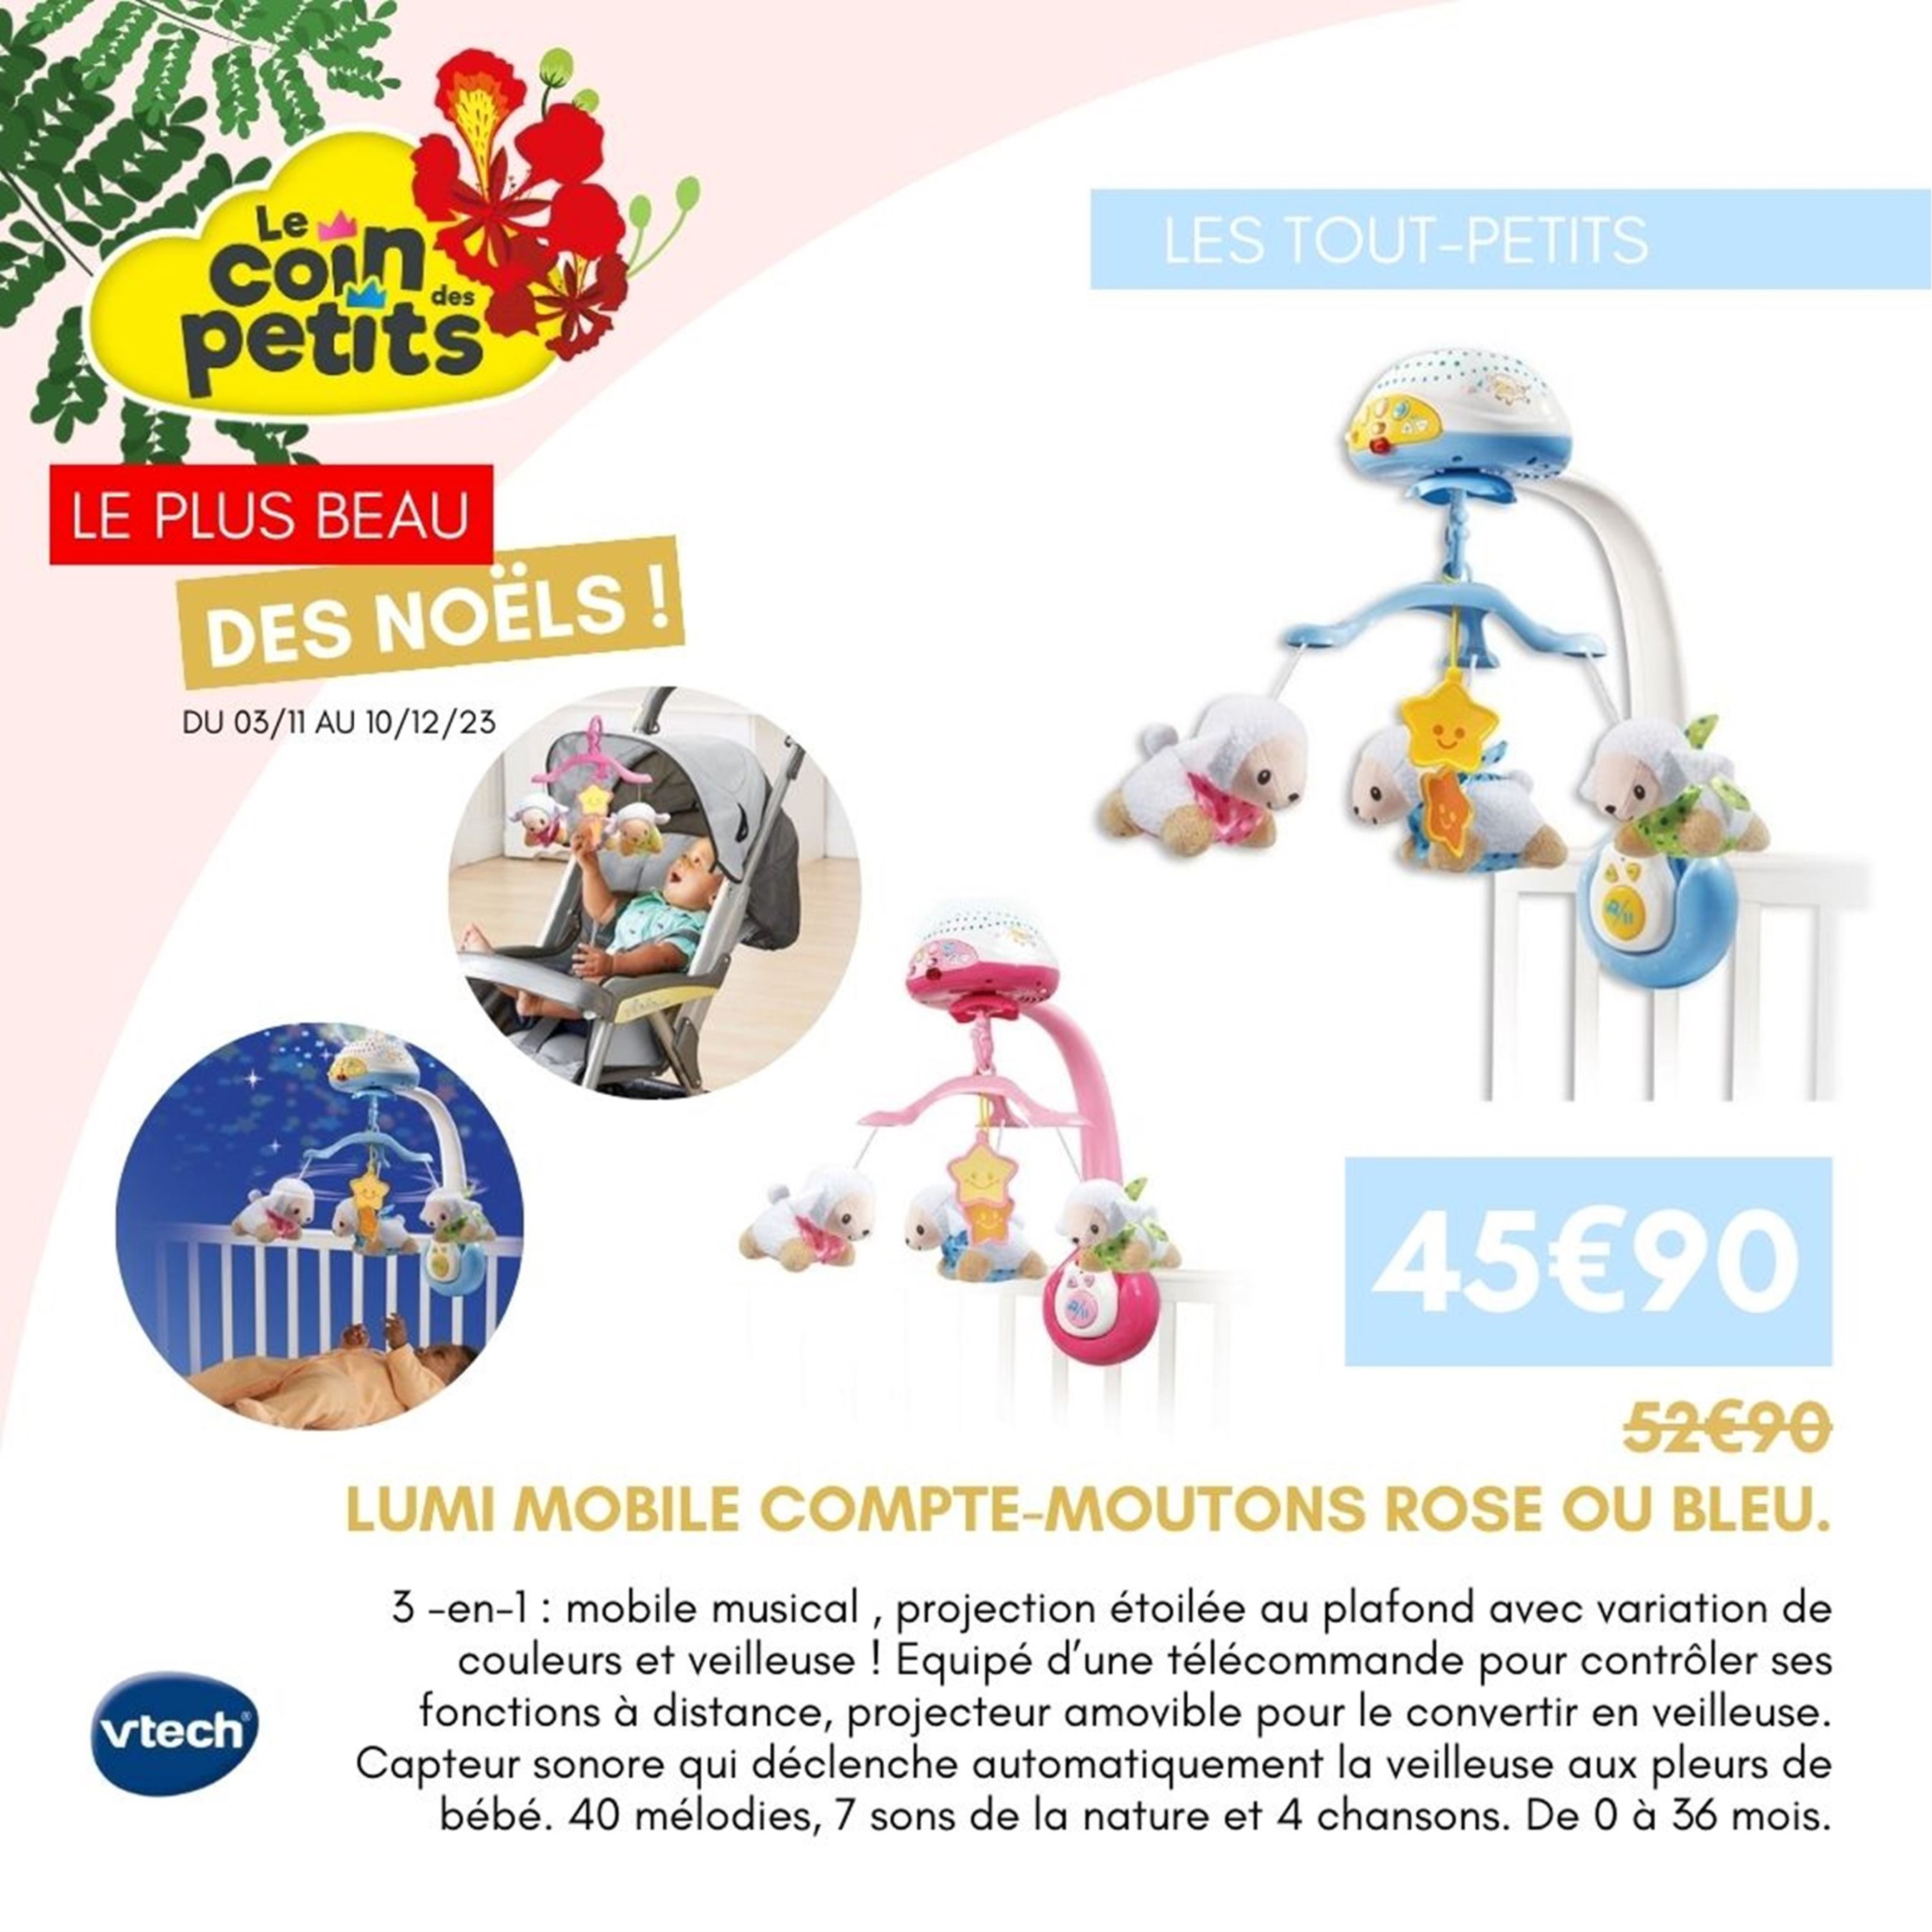 Le
coin
des
petits
LES TOUT-PETITS
LE PLUS BEAU
DES NOËLS !
DU 03/11 AU 10/12/23
45€90
52€90
LUMI MOBILE COMPTE-MOUTONS ROSE OU BLEU.
3 -en-1 : mobile musical , projection étoilée au plafond avec variation de
couleurs et veilleuse ! Equipé d’une télécommande pour contrôler ses
fonctions à distance, projecteur amovible pour le convertir en veilleuse.
Capteur sonore qui déclenche automatiquement la veilleuse aux pleurs de
bébé. 40 mélodies, 7 sons de la nature et 4 chansons. De 0 à 36 mois.
vtech®